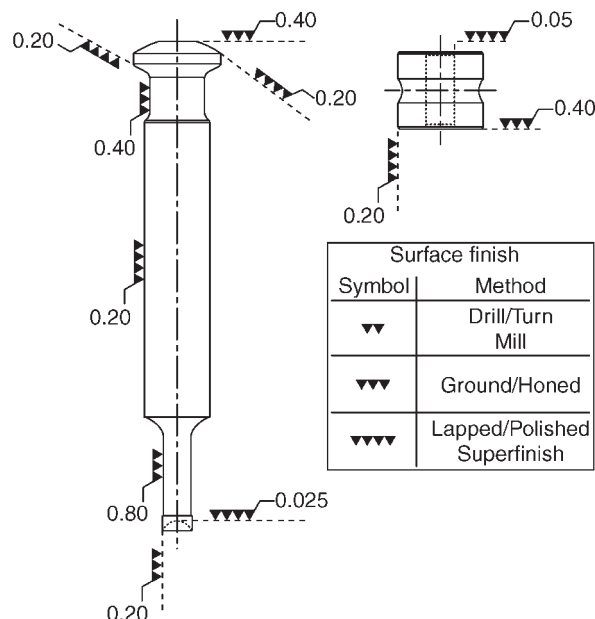 0.20
0.40
0.05
0.20
0.40
0.40
0.20
0.20
Surface finish
Symbol Method
Drill/Turn
Mill
Ground/Honed
Lapped/Polished
Superfinish
0.80
0.025
0.20